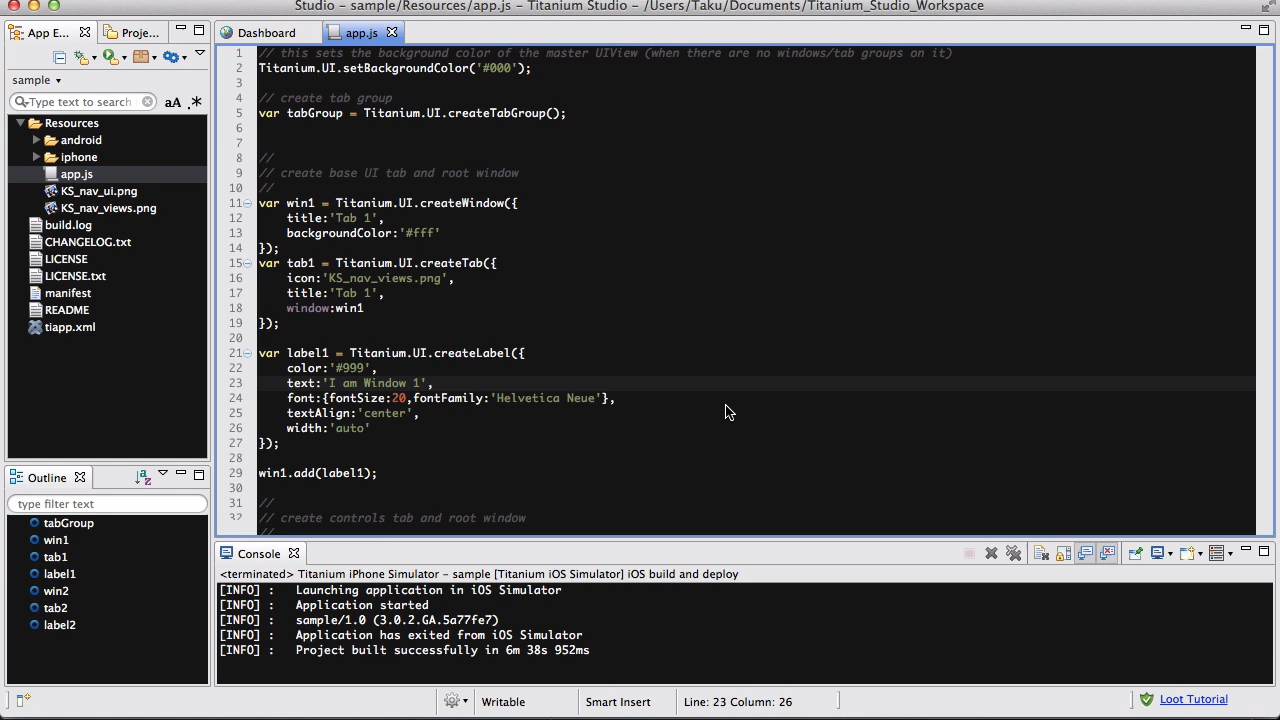 Studio - sample/Resources/app.js - Titanium Studio - /Users/Taku/Documents/Titanium_Studio_Workspace
App E...
Proje...
sample
Type text to search
aA .*
Resources
android
iphone
app.js
KS_nav_ui.png
KS_nav_views.png
build.log
CHANGELOG.txt
LICENSE
LICENSE.txt
manifest
README
tiapp.xml
Outline
type filter text
tabGroup
win1
tab1
label1
win2
tab2
label2
Dashboard
app.js
1 // this sets the background color of the master UIView (when there are no windows/tab groups on it)
2 Titanium.UI.setBackgroundColor('#000');
3
4 // create tab group
5 var tabGroup = Titanium.UI.createTabGroup();
6
7
8 //
9 // create base UI tab and root window
10 //
11 var win1 = Titanium.UI.createWindow({
12 title:'Tab 1',
13 backgroundColor:'#fff'
14 });
15 var tab1 = Titanium.UI.createTab({
16 icon:'KS_nav_views.png',
17 title:'Tab 1',
18 window:win1
19 });
20
21 var label1 = Titanium.UI.createLabel({
22 color:'#999',
23 text:'I am Window 1',
24 font:{fontSize:20,fontFamily:'Helvetica Neue'},
25 textAlign:'center',
26 width:'auto'
27 });
28
29 win1.add(label1);
30
31 //
32 // create controls tab and root window
//
Console
<terminated> Titanium iPhone Simulator - sample [Titanium iOS Simulator] iOS build and deploy
[INFO] : Launching application in iOS Simulator
[INFO] : Application started
[INFO] : sample/1.0 (3.0.2.GA.5a77fe7)
[INFO] : Application has exited from iOS Simulator
[INFO] : Project built successfully in 6m 38s 952ms
Writable
Smart Insert
Line: 23 Column: 26
Loot Tutorial